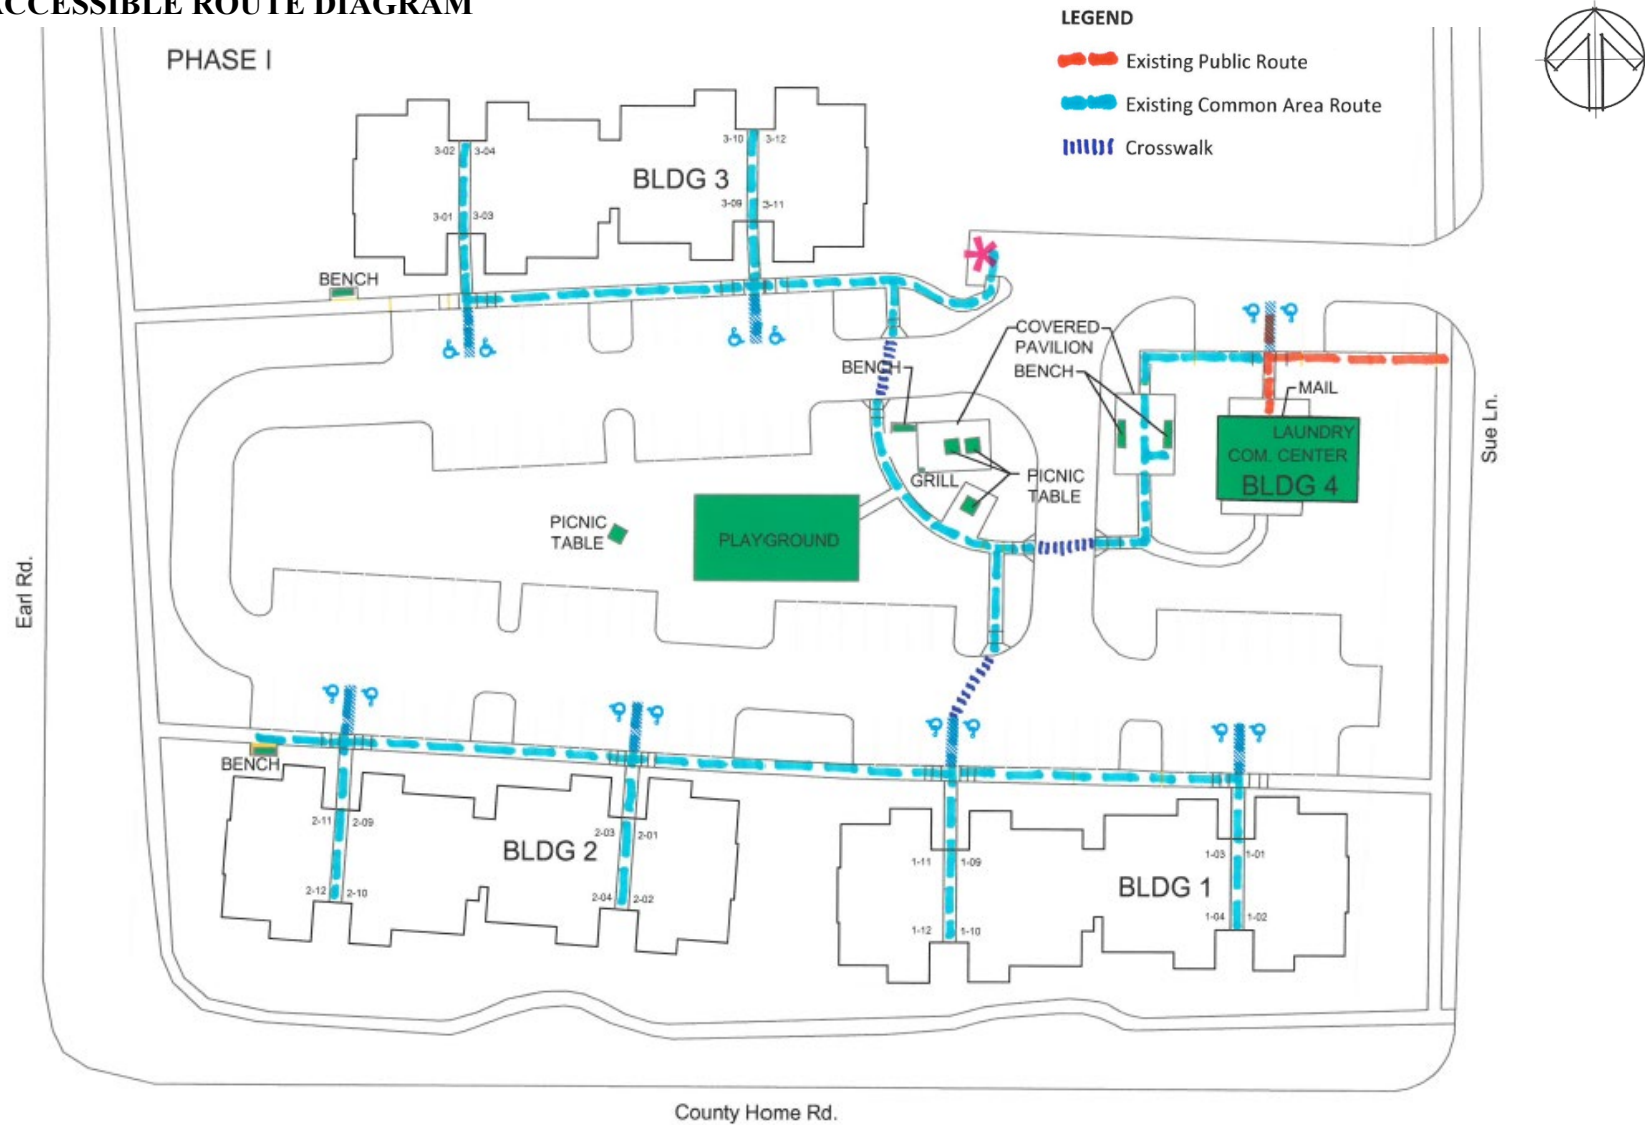 ACCESSIBLE ROUTE DIAGRAM
LEGEND
Existing Public Route
Existing Common Area Route
Crosswalk
PHASE I
3-02 3-04
3-10 3-12
BLDG 3
3-01 3-03
3-09 3-11
BENCH
COVERED
PAVILION
BENCH
BENCH
MAIL
LAUNDRY
COM. CENTER
BLDG 4
GRILL
PICNIC
TABLE
PICNIC
TABLE
PLAYGROUND
Earl Rd.
Sue Ln.
BENCH
2-11 2-09
2-03 2-01
BLDG 2
2-12 2-10
2-04 2-02
1-11 1-09
1-03 1-01
BLDG 1
1-12 1-10
1-04 1-02
County Home Rd.